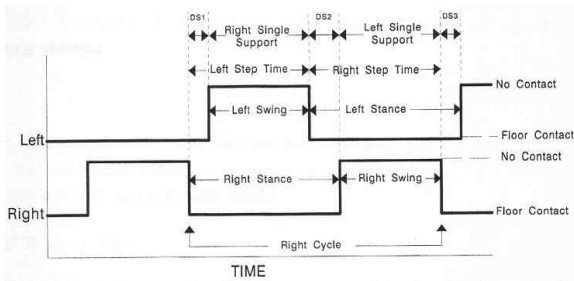 DS1
DS2
DS3
Right Single
Support
Left Single
Support
Left Step Time
Right Step Time
No Contact
Left Swing
Left Stance
Left
Floor Contact
No Contact
Right Stance
Right Swing
Right
Floor Contact
Right Cycle
TIME